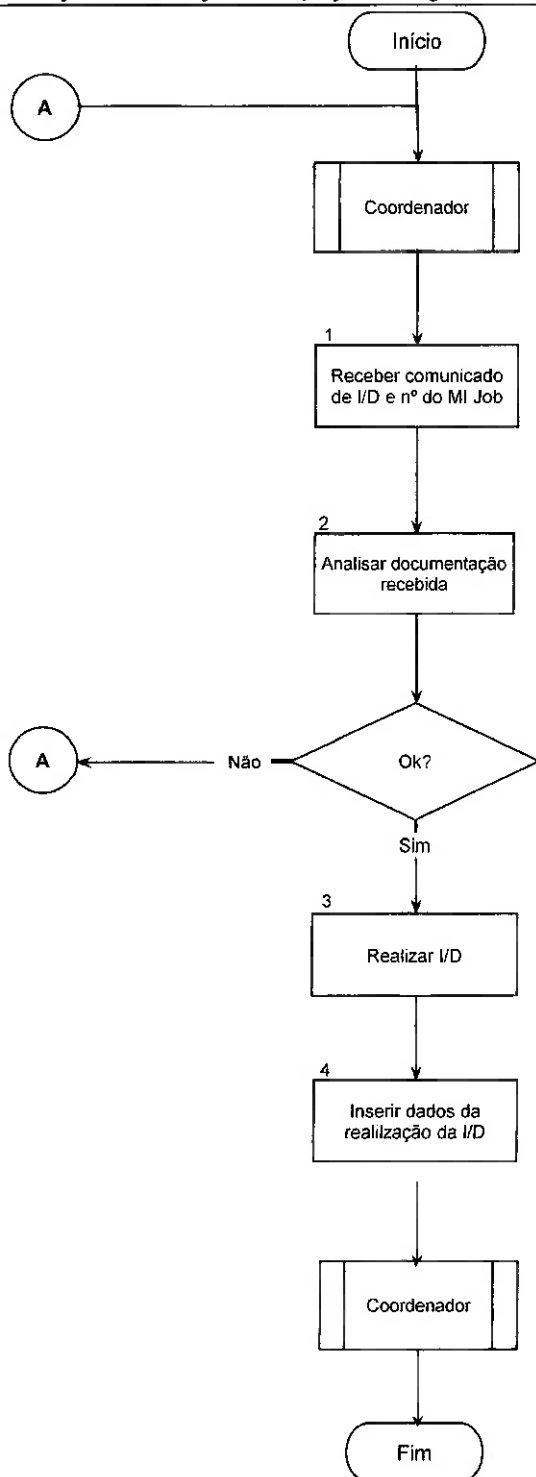 Início
A
Coordenador
1
Receber comunicado
de I/D e nº do MI Job
2
Analisar documentação
recebida
A
Não
Ok?
Sim
3
Realizar I/D
4
Inserir dados da
realilzação da I/D
Coordenador
Fim